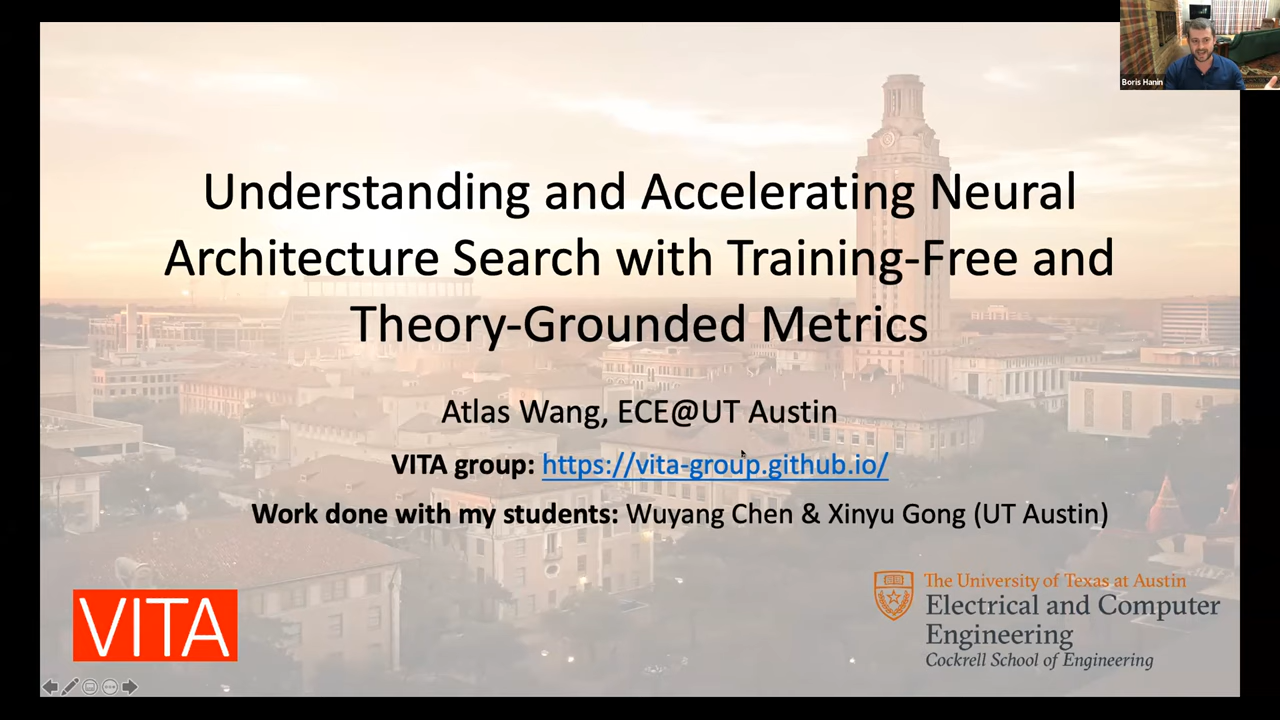 Boris Hanin
Understanding and Accelerating Neural
Architecture Search with Training-Free and
Theory-Grounded Metrics
Atlas Wang, ECE@UT Austin
VITA group: https://vita-group.github.io/
Work done with my students: Wuyang Chen & Xinyu Gong (UT Austin)
VITA
The University of Texas at Austin
Electrical and Computer
Engineering
Cockrell School of Engineering